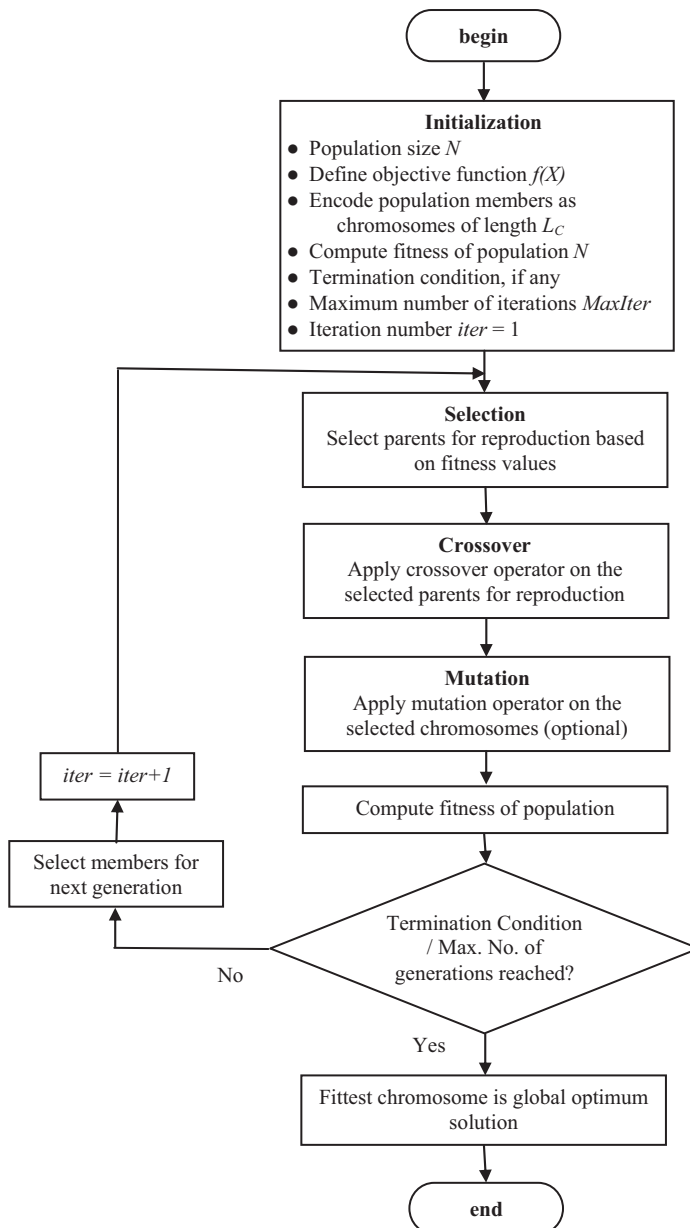 begin
Initialization
● Population size N
● Define objective function f(X)
● Encode population members as
chromosomes of length L_C
● Compute fitness of population N
● Termination condition, if any
● Maximum number of iterations MaxIter
● Iteration number iter = 1
Selection
Select parents for reproduction based
on fitness values
Crossover
Apply crossover operator on the
selected parents for reproduction
Mutation
Apply mutation operator on the
selected chromosomes (optional)
iter = iter+1
Compute fitness of population
Select members for
next generation
Termination Condition
/ Max. No. of
generations reached?
No
Yes
Fittest chromosome is global optimum
solution
end